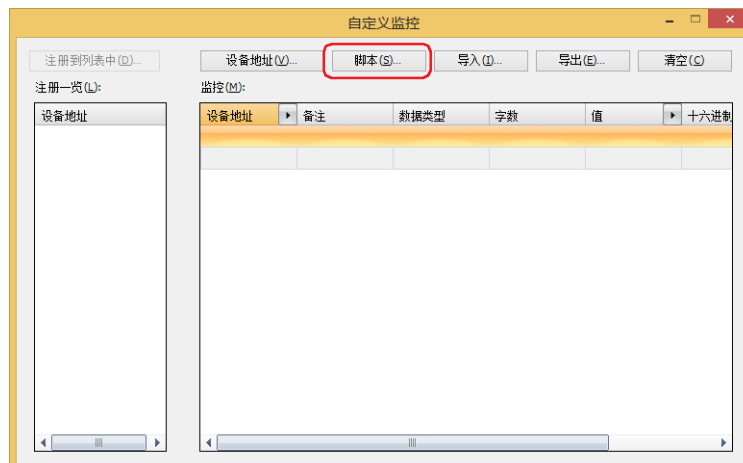 自定义监控
注册到列表中(D)... 设备地址(V)... 脚本(S)... 导入(I)... 导出(E)... 清空(C)
注册一览(L): 监控(M):
设备地址 设备地址 备注 数据类型 字数 值 十六进制